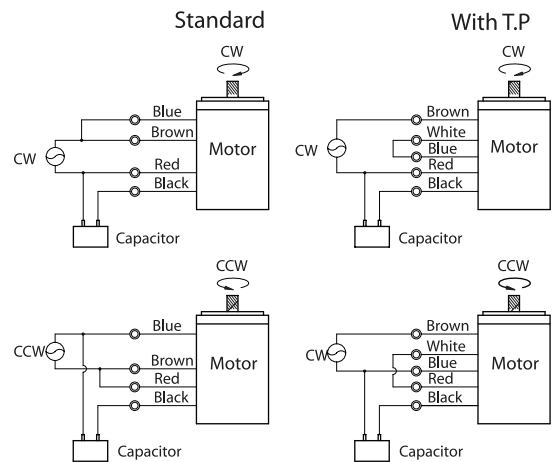 Standard
CW
Blue
Brown
CW
Motor
Red
Black
Capacitor
With T.P
CW
Brown
White
CW
Blue
Motor
Red
Black
Capacitor
CCW
Blue
CCW
Brown
Motor
Red
Black
Capacitor
CCW
Brown
White
CW
Blue
Motor
Red
Black
Capacitor